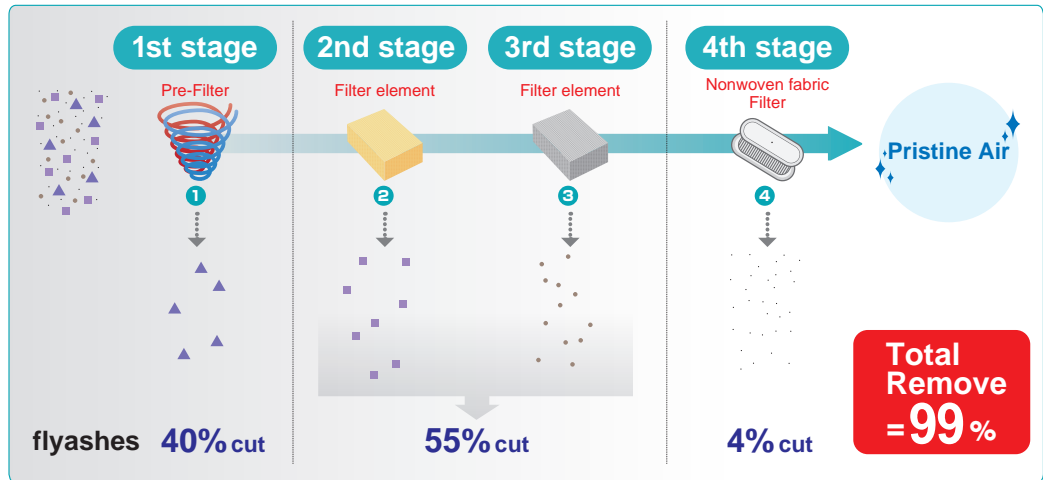 1st stage
2nd stage
3rd stage
4th stage
Pre-Filter
Filter element
Filter element
Nonwoven fabric
Filter
Pristine Air
1
2
3
4
flyashes
40% cut
55% cut
4% cut
Total
Remove
= 99 %